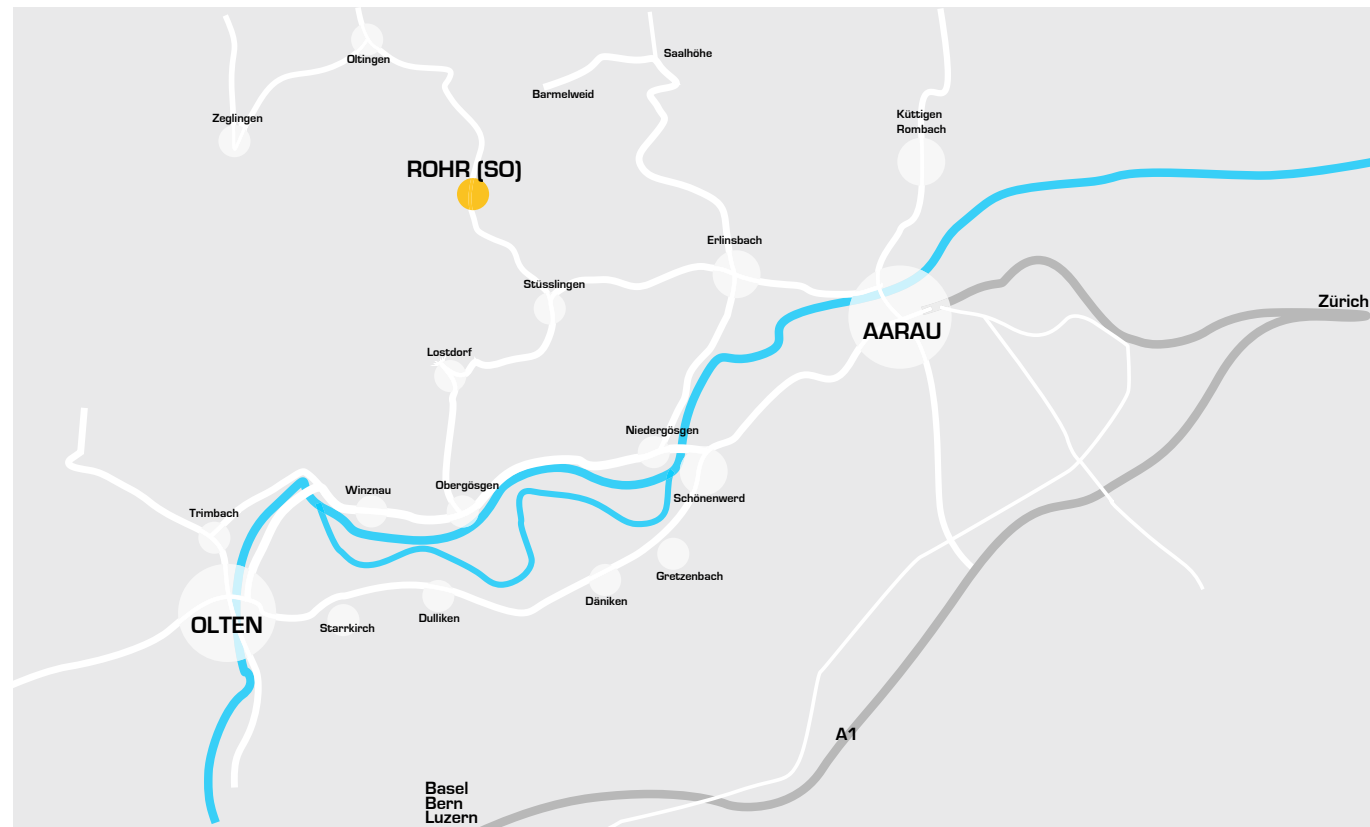 Oltingen
Saalhöhe
Barmelweid
Zeglingen
Küttigen
Rombach
ROHR (SO)
Erlinsbach
Stüsslingen
Zürich
AARAU
Lostdorf
Niedergösgen
Obergösgen
Winznau
Schönenwerd
Trimbach
Gretzenbach
Däniken
Dulliken
OLTEN
Starrkirch
A1
Basel
Bern
Luzern